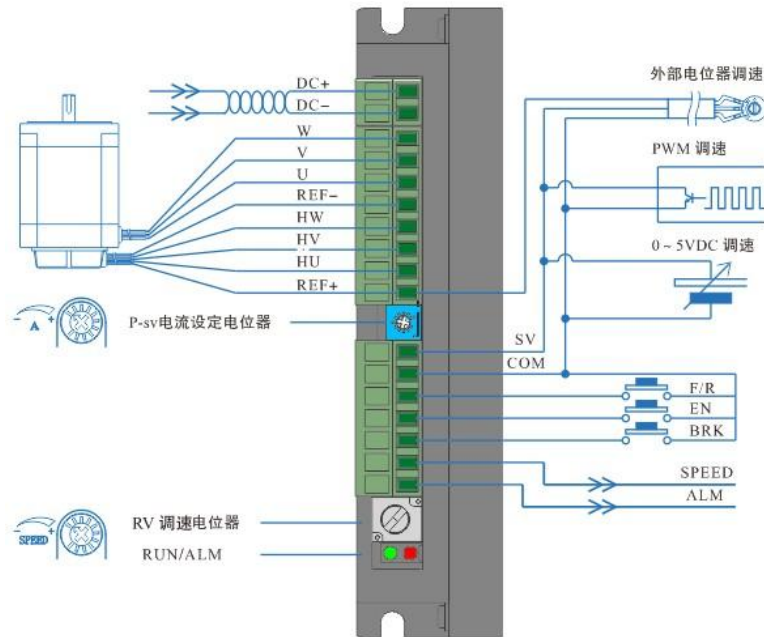 DC+
DC-
W
V
U
REF-
HW
HV
HU
REF+
A
P-sv电流设定电位器
外部电位器调速
PWM 调速
0~5VDC 调速
SV
COM
F/R
EN
BRK
SPEED
ALM
SPEED
RV 调速电位器
RUN/ALM